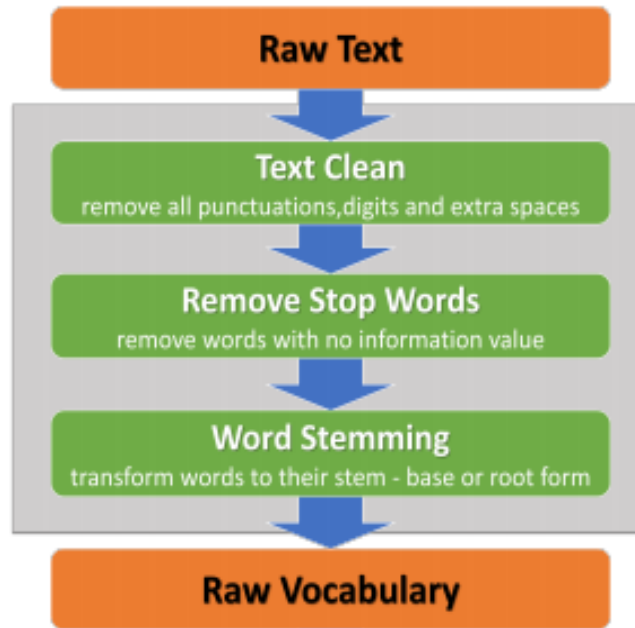 Raw Text
Text Clean
remove all punctuations,digits and extra spaces
Remove Stop Words
remove words with no information value
Word Stemming
transform words to their stem - base or root form
Raw Vocabulary